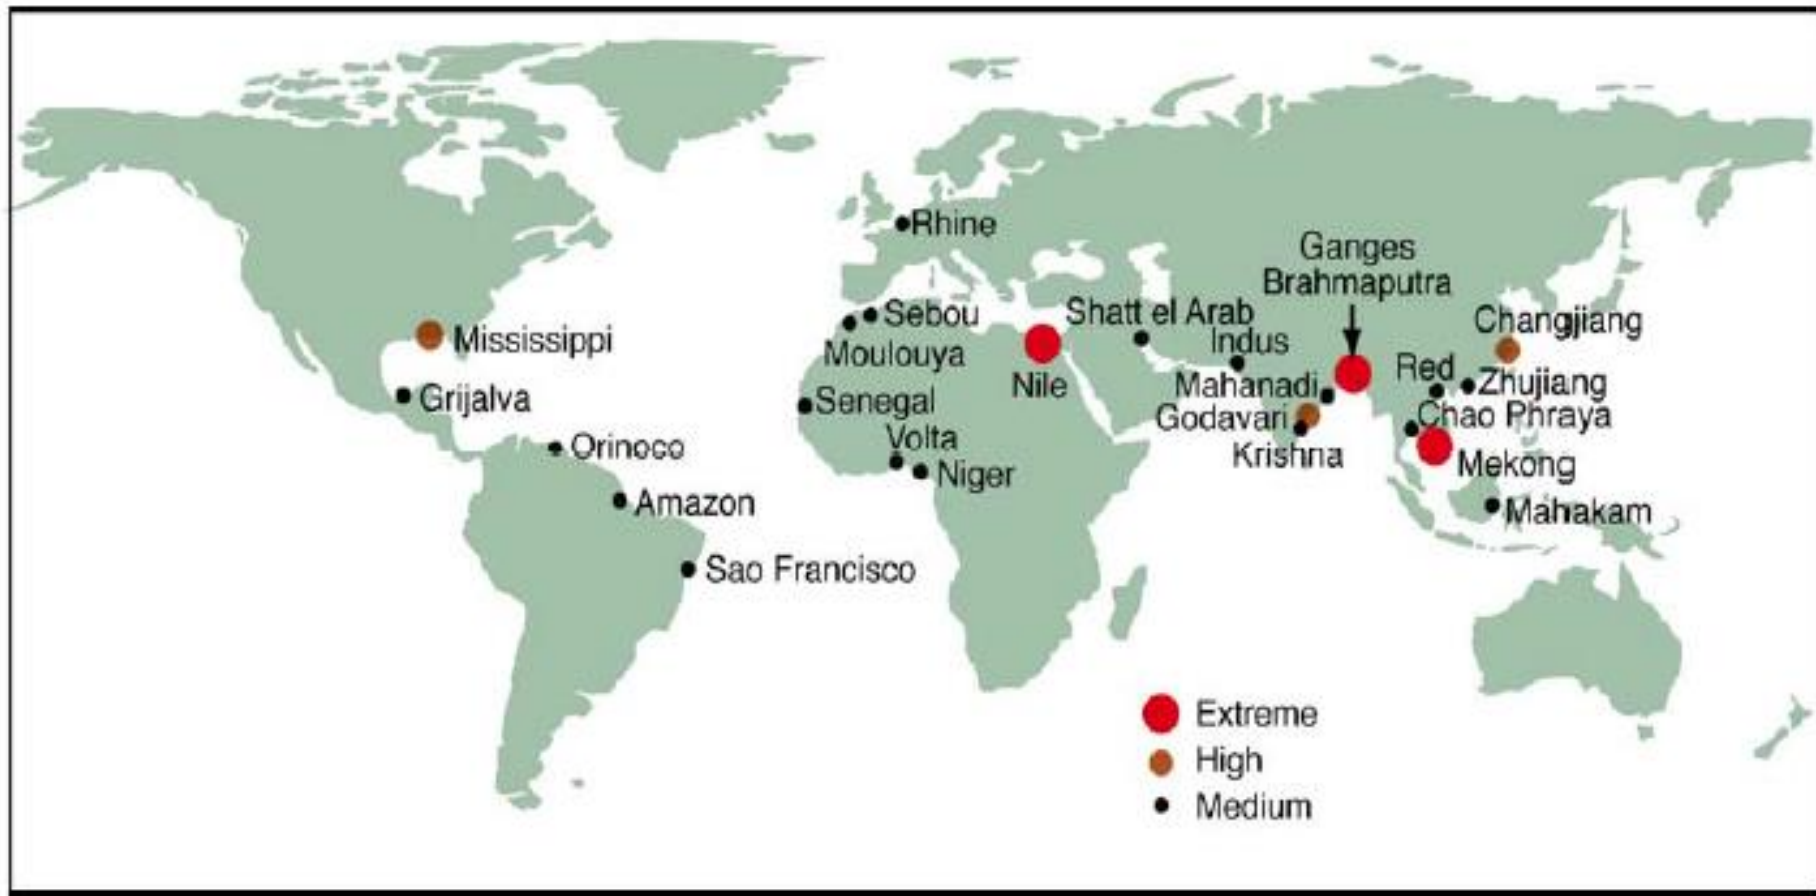 Rhine
Ganges
Brahmaputra
Sebou
Shatt el Arab
Changjiang
Mississippi
Moulouya
Indus
Nile
Red
Mahanadi
Zhujiang
Grijalva
Senegal
Godavari
Chao Phraya
Volta
Krishna
Orinoco
Niger
Mekong
Amazon
Mahakam
Sao Francisco
Extreme
High
Medium